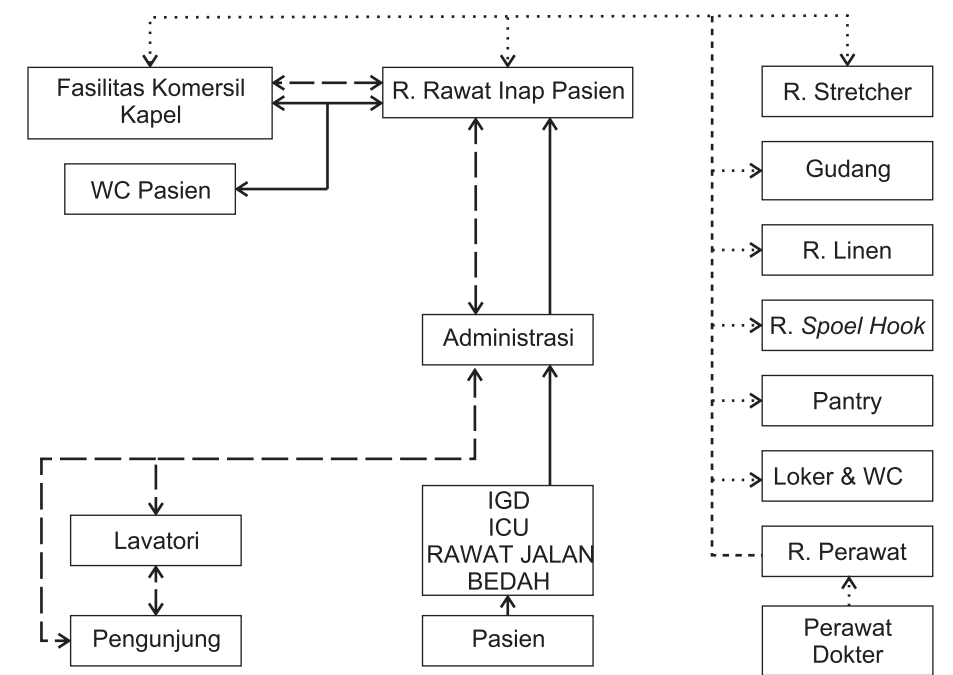 Fasilitas Komersil
Kapel
R. Rawat Inap Pasien
R. Stretcher
WC Pasien
Gudang
R. Linen
R. Spoel Hook
Administrasi
Pantry
Loker & WC
IGD
ICU
RAWAT JALAN
BEDAH
Lavatori
R. Perawat
Pengunjung
Pasien
Perawat
Dokter